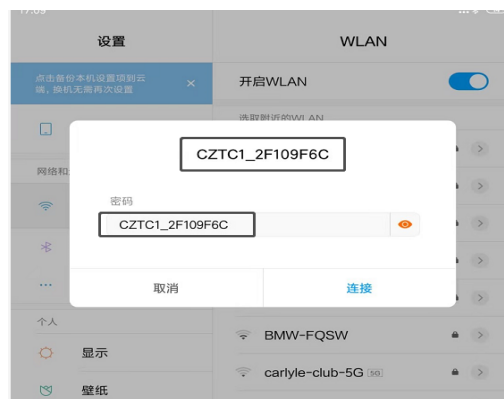 17:09
设置
WLAN
点击备份本机设置项到云
端，换机无需再次设置
×
开启WLAN
选取附近的WLAN
CZTC1_2F109F6C
网络和
密码
CZTC1_2F109F6C
取消
连接
个人
BMW-FQSW
显示
carlyle-club-5G 5G
壁纸